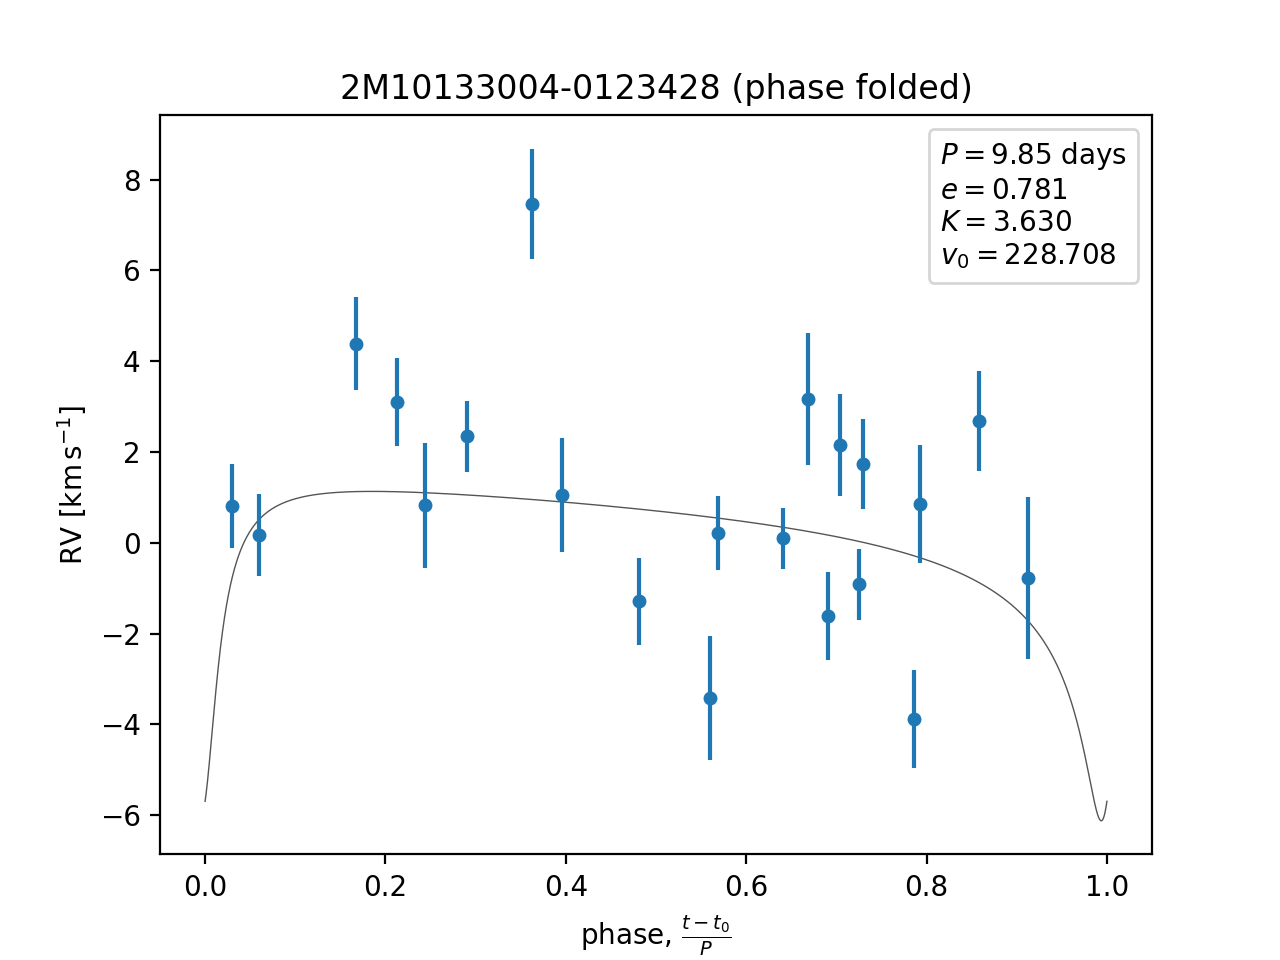 2M10133004-0123428 (phase folded)
P = 9.85 days
e = 0.781
K = 3.630
v₀ = 228.708
8
6
4
2
0
−2
−4
−6
RV [km s⁻¹]
0.0 0.2 0.4 0.6 0.8 1.0
phase, (t − t₀)/P